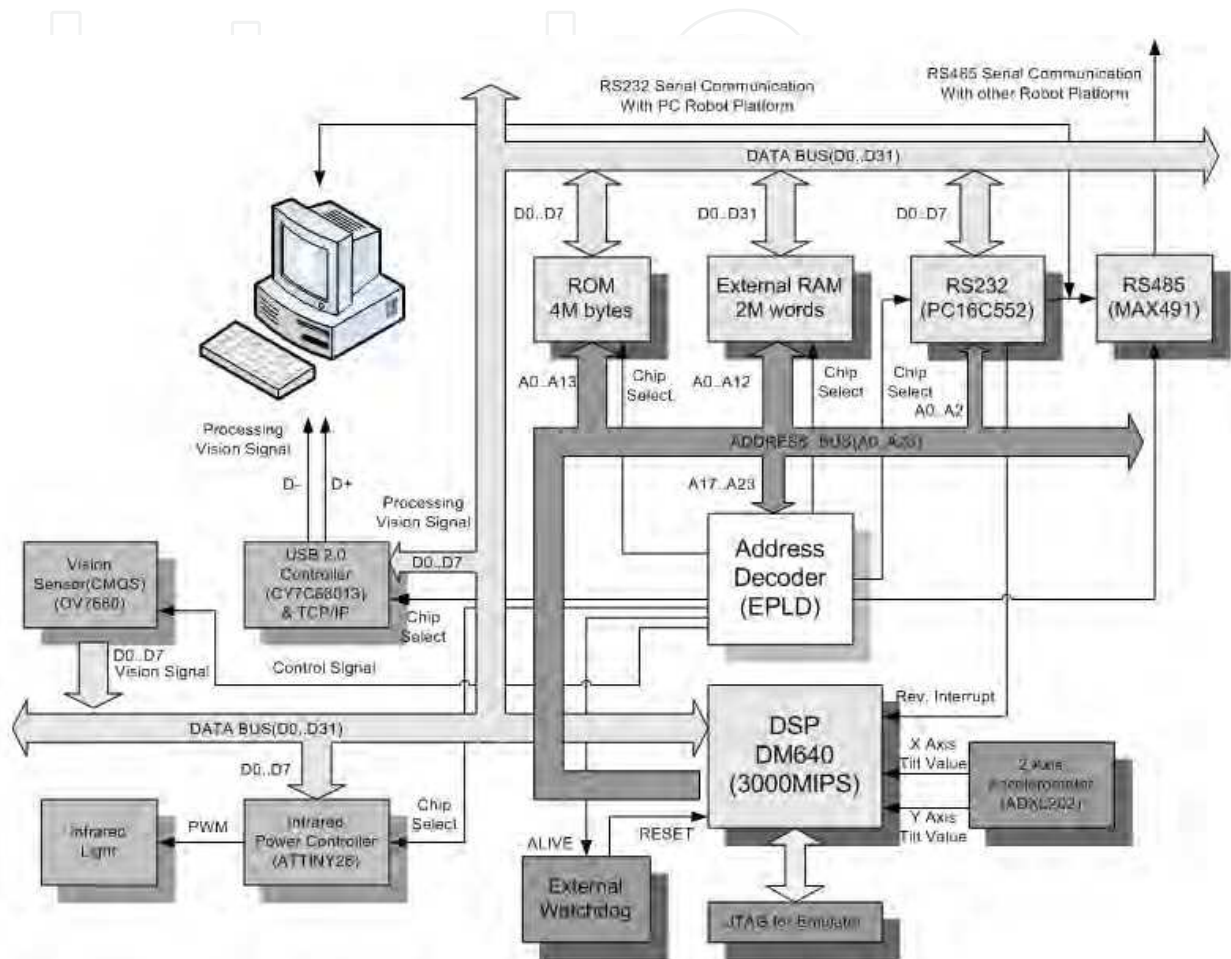 RS232 Serial Communication
With PC Robot Platform
RS485 Serial Communication
With other Robot Platform
DATA BUS(D0..D31)
D0..D7
D0..D31
D0..D7
ROM
4M bytes
External RAM
2M words
RS232
(PC16C552)
RS485
(MAX491)
A0..A13
Chip
Select
A0..A12
Chip
Select
Chip
Select
A0..A2
ADDRESS BUS(A0..A23)
Processing
Vision Signal
D-
D+
A17..A23
Processing
Vision Signal
D0..D7
Vision
Sensor(CMOS)
(OV7660)
USB 2.0
Controller
(CY7C68013)
& TCP/IP
Chip
Select
Address
Decoder
(EPLD)
D0..D7
Vision Signal
Control Signal
DATA BUS(D0..D31)
D0..D7
DSP
DM640
(3000MIPS)
Rev. Interrupt
X Axis
Tilt Value
Y Axis
Tilt Value
2 Axis
Accelerometer
(ADXL202)
Infrared
Light
PWM
Infrared
Power Controller
(ATTINY26)
Chip
Select
ALIVE
RESET
External
Watchdog
JTAG for Emulator